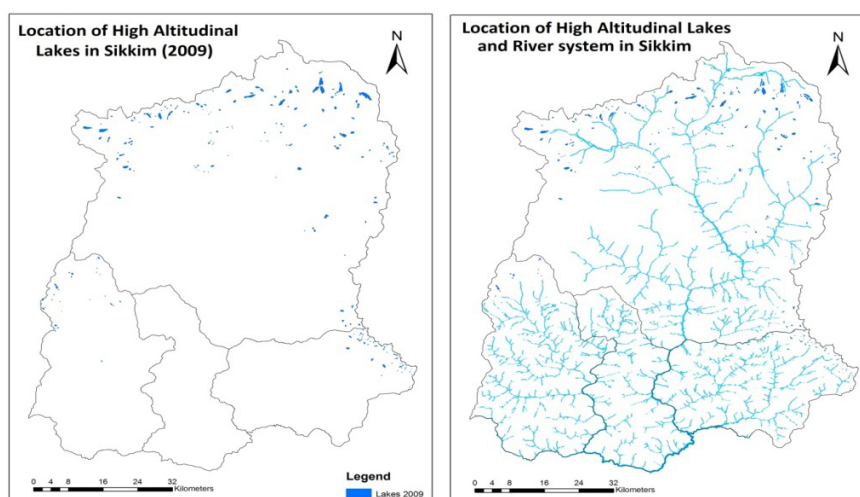 Location of High Altitudinal
Lakes in Sikkim (2009)
N
0 4 8 16 24 32
Kilometers
Legend
Lakes 2009
Location of High Altitudinal Lakes
and River system in Sikkim
N
0 4 8 16 24 32
Kilometers